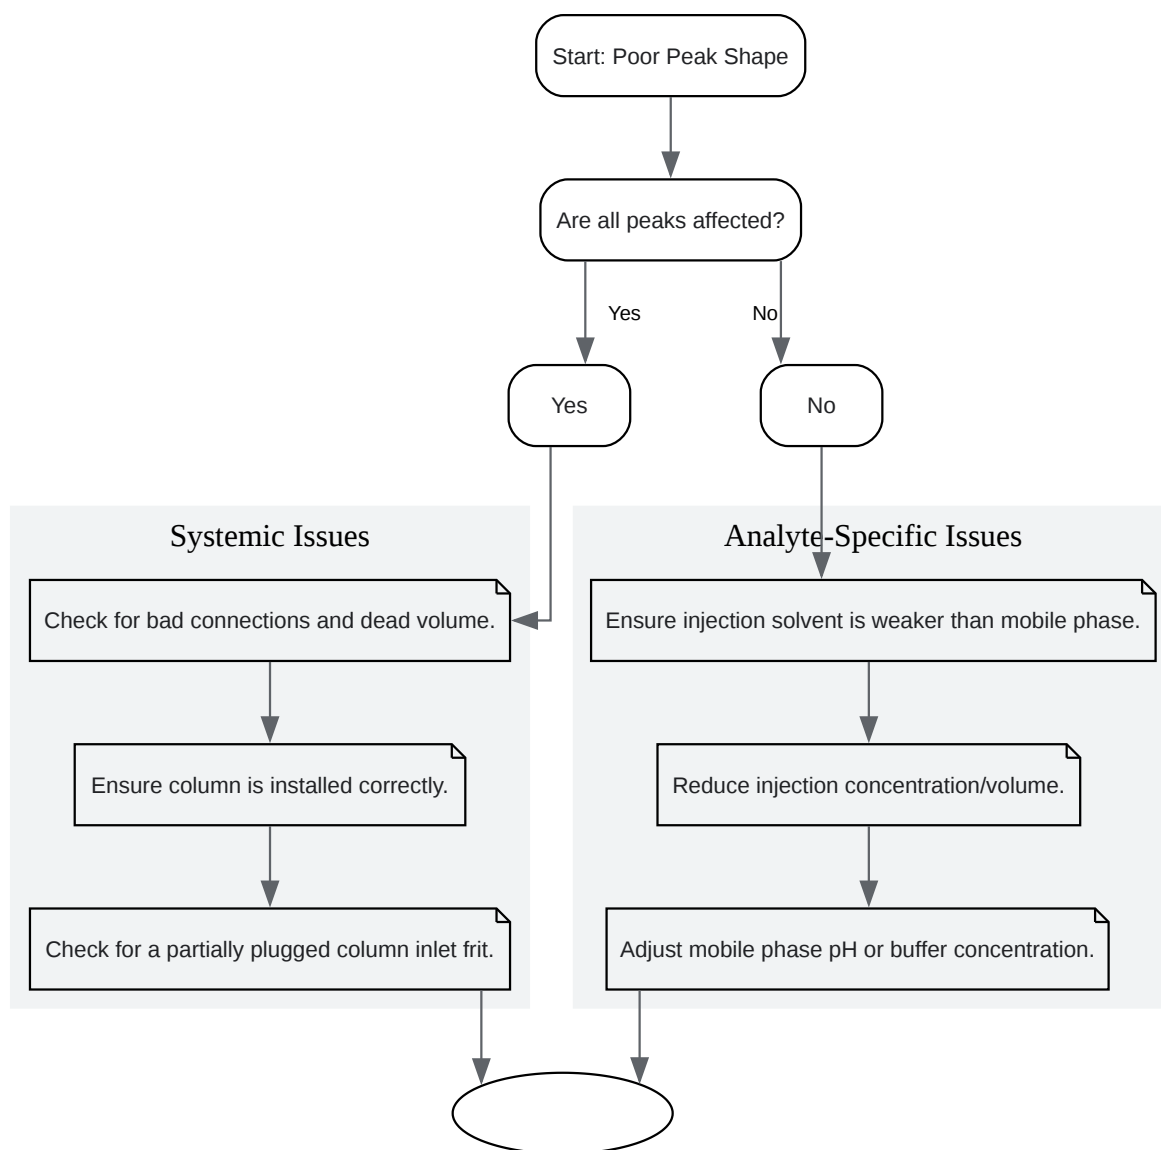 Start: Poor Peak Shape
Are all peaks affected?
Yes
No
Yes
No
Systemic Issues
Analyte-Specific Issues
Check for bad connections and dead volume.
Ensure injection solvent is weaker than mobile phase.
Ensure column is installed correctly.
Reduce injection concentration/volume.
Check for a partially plugged column inlet frit.
Adjust mobile phase pH or buffer concentration.